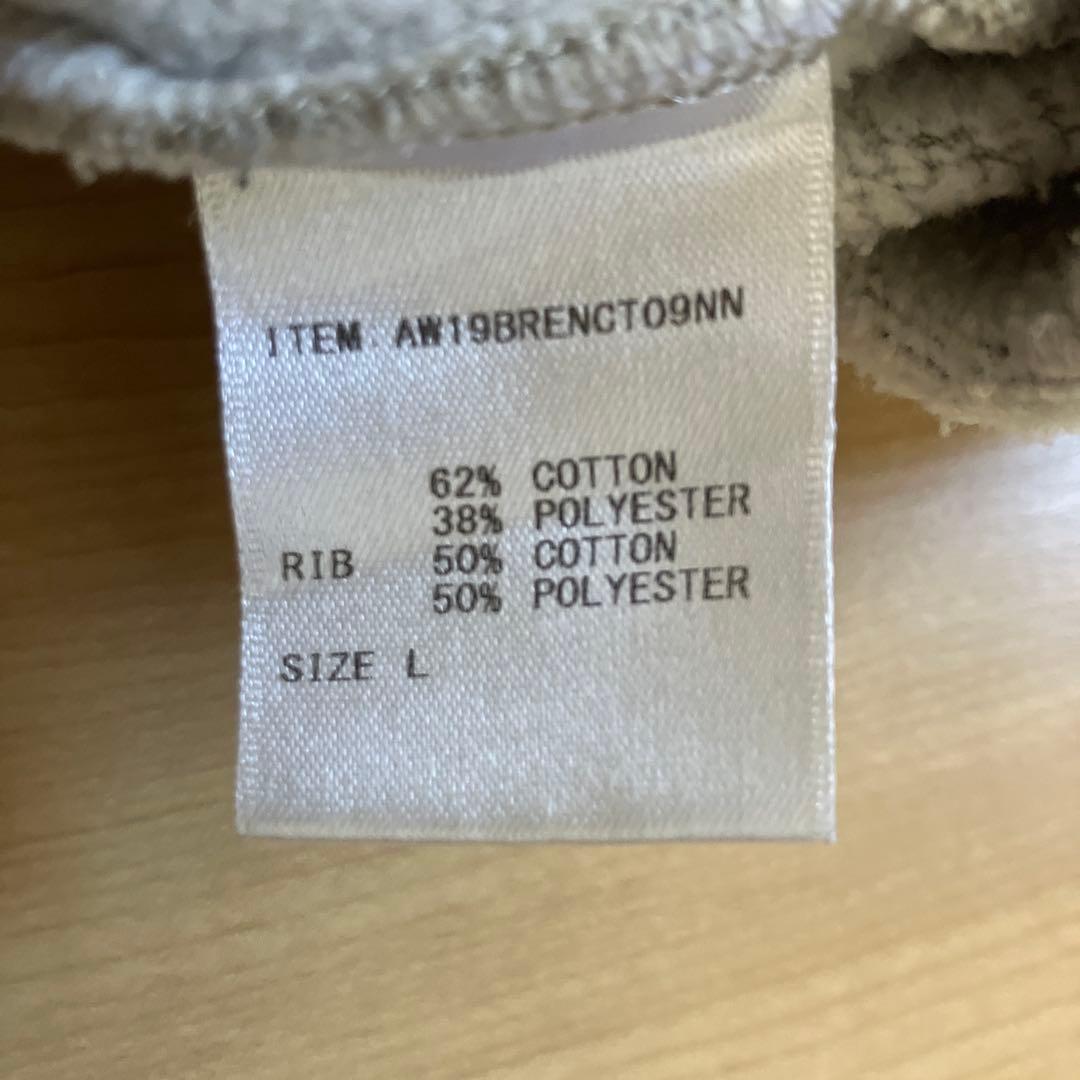 ITEM AW19BRENCT09NN
62% COTTON
38% POLYESTER
RIB 50% COTTON
50% POLYESTER
SIZE L